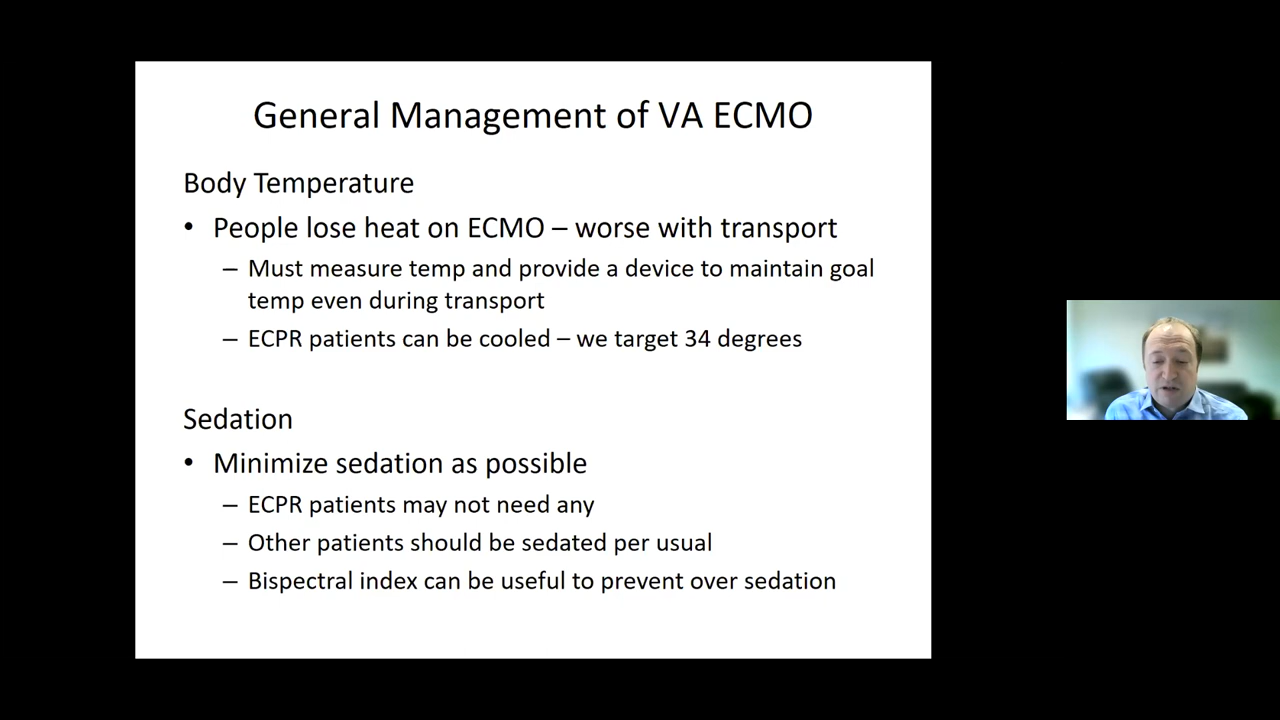 General Management of VA ECMO
Body Temperature
• People lose heat on ECMO – worse with transport
– Must measure temp and provide a device to maintain goal
temp even during transport
– ECPR patients can be cooled – we target 34 degrees
Sedation
• Minimize sedation as possible
– ECPR patients may not need any
– Other patients should be sedated per usual
– Bispectral index can be useful to prevent over sedation